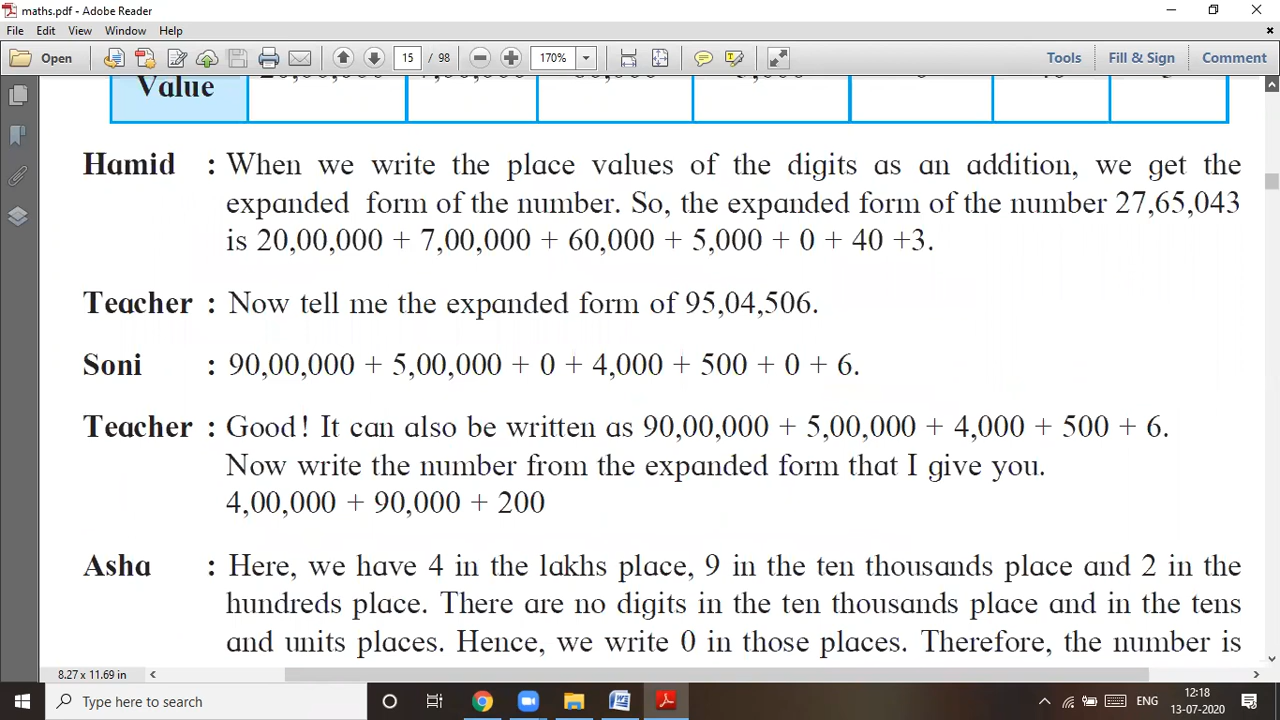 maths.pdf - Adobe Reader
File Edit View Window Help
Open 15 / 98 170% Tools Fill & Sign Comment
Value
Hamid : When we write the place values of the digits as an addition, we get the
expanded form of the number. So, the expanded form of the number 27,65,043
is 20,00,000 + 7,00,000 + 60,000 + 5,000 + 0 + 40 +3.
Teacher : Now tell me the expanded form of 95,04,506.
Soni : 90,00,000 + 5,00,000 + 0 + 4,000 + 500 + 0 + 6.
Teacher : Good! It can also be written as 90,00,000 + 5,00,000 + 4,000 + 500 + 6.
Now write the number from the expanded form that I give you.
4,00,000 + 90,000 + 200
Asha : Here, we have 4 in the lakhs place, 9 in the ten thousands place and 2 in the
hundreds place. There are no digits in the ten thousands place and in the tens
and units places. Hence, we write 0 in those places. Therefore, the number is
8.27 x 11.69 in
Type here to search
ENG
12:18
13-07-2020